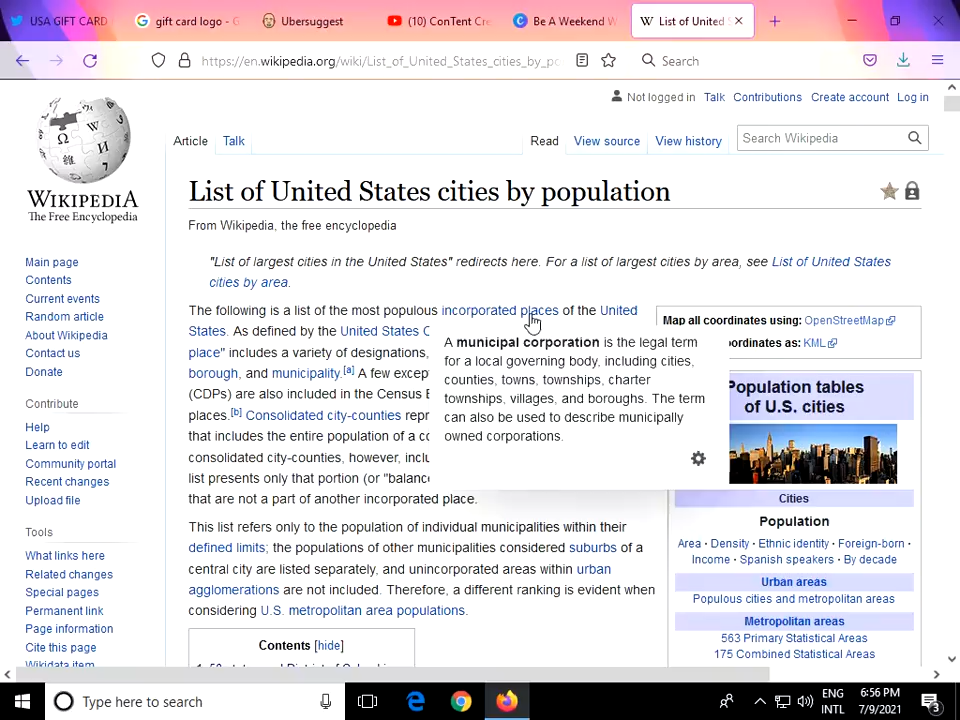 USA GIFT CARD
gift card logo - G
Ubersuggest
(10) ConTent Cr
Be A Weekend W
List of United S
https://en.wikipedia.org/wiki/List_of_United_States_cities_by_po
Search
Not logged in Talk Contributions Create account Log in
Article Talk Read View source View history
Search Wikipedia
WIKIPEDIA
The Free Encyclopedia
Main page
Contents
Current events
Random article
About Wikipedia
Contact us
Donate
Contribute
Help
Learn to edit
Community portal
Recent changes
Upload file
Tools
What links here
Related changes
Special pages
Permanent link
Page information
Cite this page
Wikidata item
List of United States cities by population
From Wikipedia, the free encyclopedia
"List of largest cities in the United States" redirects here. For a list of largest cities by area, see List of United States
cities by area.
The following is a list of the most populous incorporated places of the United
States. As defined by the United States C
place" includes a variety of designations,
borough, and municipality.[a] A few except
(CDPs) are also included in the Census B
places.[b] Consolidated city-counties repr
that includes the entire population of a co
consolidated city-counties, however, inclu
list presents only that portion (or "balance
that are not a part of another incorporated place.
A municipal corporation is the legal term
for a local governing body, including cities,
counties, towns, townships, charter
townships, villages, and boroughs. The term
can also be used to describe municipally
owned corporations.
This list refers only to the population of individual municipalities within their
defined limits; the populations of other municipalities considered suburbs of a
central city are listed separately, and unincorporated areas within urban
agglomerations are not included. Therefore, a different ranking is evident when
considering U.S. metropolitan area populations.
Contents [hide]
Map all coordinates using: OpenStreetMap
oordinates as: KML
Population tables
of U.S. cities
Cities
Population
Area · Density · Ethnic identity · Foreign-born ·
Income · Spanish speakers · By decade
Urban areas
Populous cities and metropolitan areas
Metropolitan areas
563 Primary Statistical Areas
175 Combined Statistical Areas
Type here to search
ENG
INTL
6:56 PM
7/9/2021
3